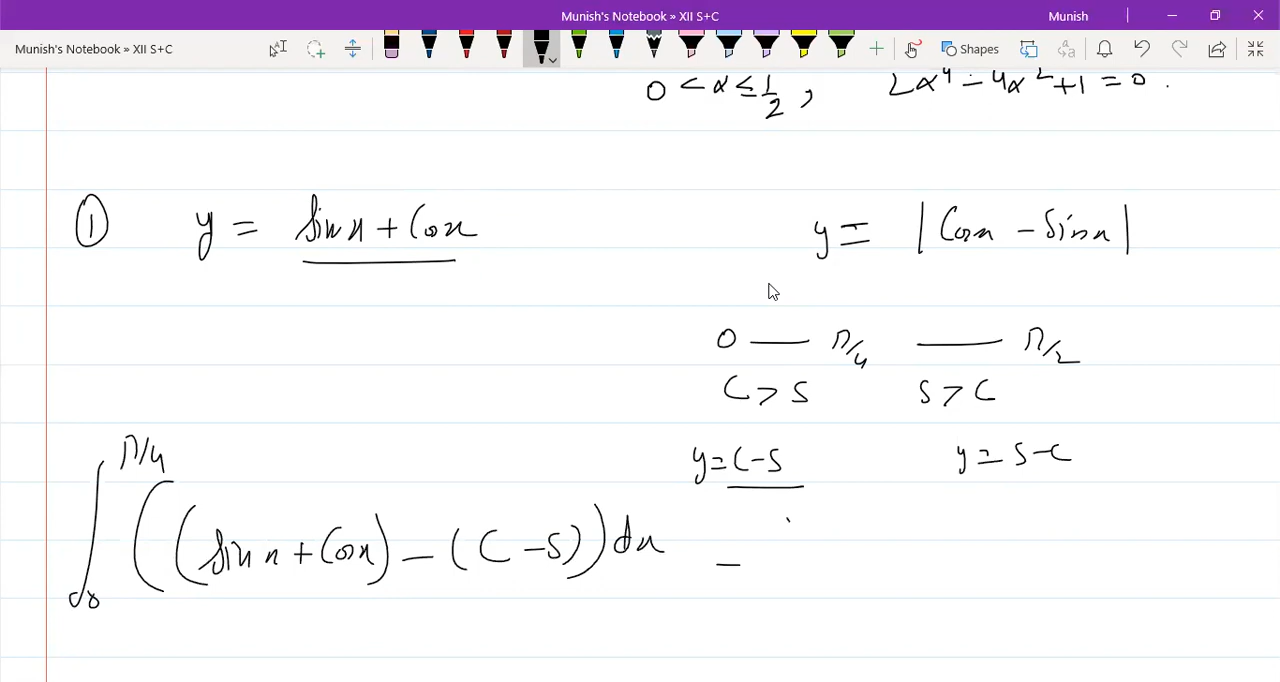 Munish's Notebook » XII S+C
Munish
Munish's Notebook » XII S+C
Shapes
0 < α ≤ 1/2 , 2α⁴ - 4α² + 1 = 0 .
① y = sin x + Cos x y = |Cos x - Sin x|
0 — π/4 — π/2
C > S S > C
y = C-S y = S-C
∫₀^π/4 ((sin x + Cos x) - (C - S)) dx -